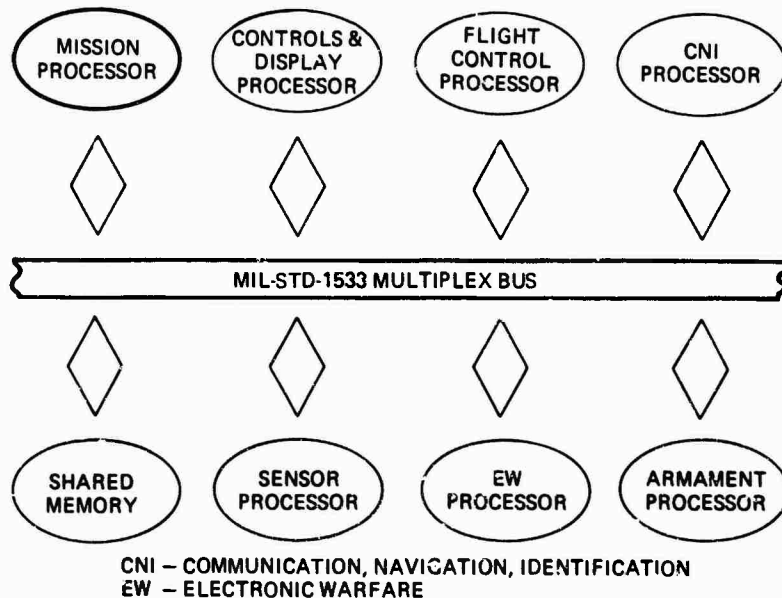 MISSION
PROCESSOR
CONTROLS &
DISPLAY
PROCESSOR
FLIGHT
CONTROL
PROCESSOR
CNI
PROCESSOR
MIL-STD-1533 MULTIPLEX BUS
SHARED
MEMORY
SENSOR
PROCESSOR
EW
PROCESSOR
ARMAMENT
PROCESSOR
CNI – COMMUNICATION, NAVIGATION, IDENTIFICATION
EW – ELECTRONIC WARFARE